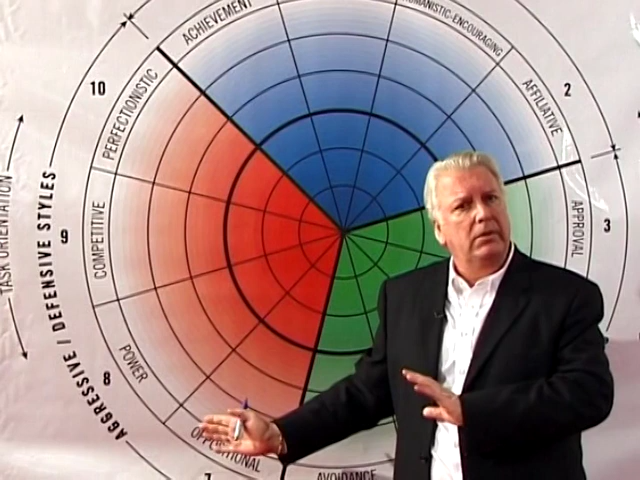 ACHIEVEMENT
HUMANISTIC-ENCOURAGING
AFFILIATIVE
2
APPROVAL
3
10
PERFECTIONISTIC
9
COMPETITIVE
8
POWER
OPPOSITIONAL
7
AVOIDANCE
TASK ORIENTATION
AGGRESSIVE / DEFENSIVE STYLES